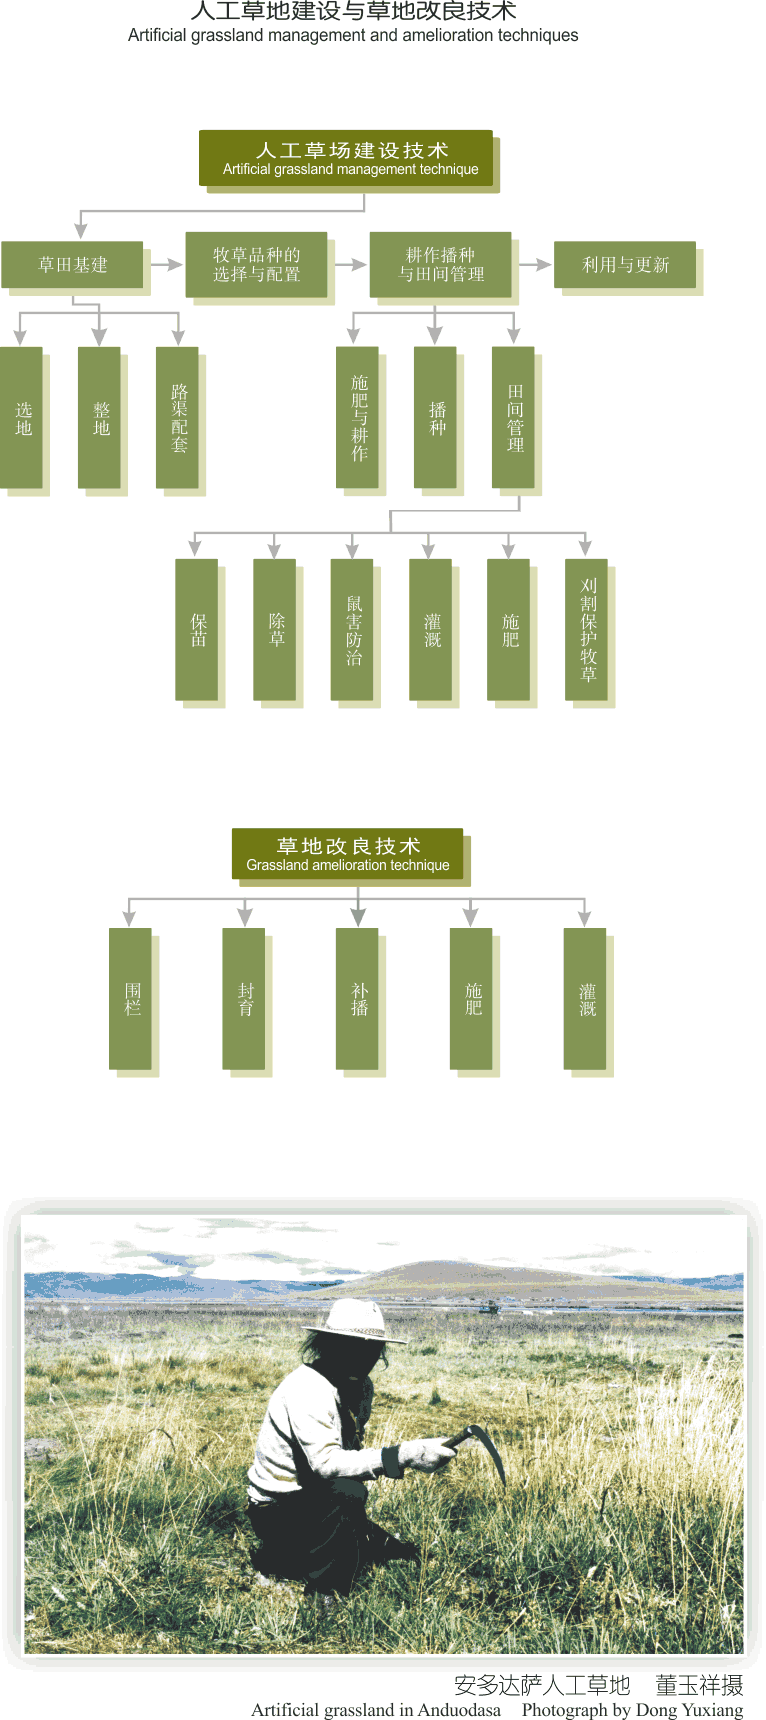 人工草地建设与草地改良技术
Artificial grassland management and amelioration techniques
人工草场建设技术
Artificial grassland management technique
草田基建
牧草品种的
选择与配置
耕作播种
与田间管理
利用与更新
选地
整地
路渠配套
施肥与耕作
播种
田间管理
保苗
除草
鼠害防治
灌溉
施肥
刈割保护牧草
草地改良技术
Grassland amelioration technique
围栏
封育
补播
施肥
灌溉
安多达萨人工草地 董玉祥摄
Artificial grassland in Anduodasa Photograph by Dong Yuxiang